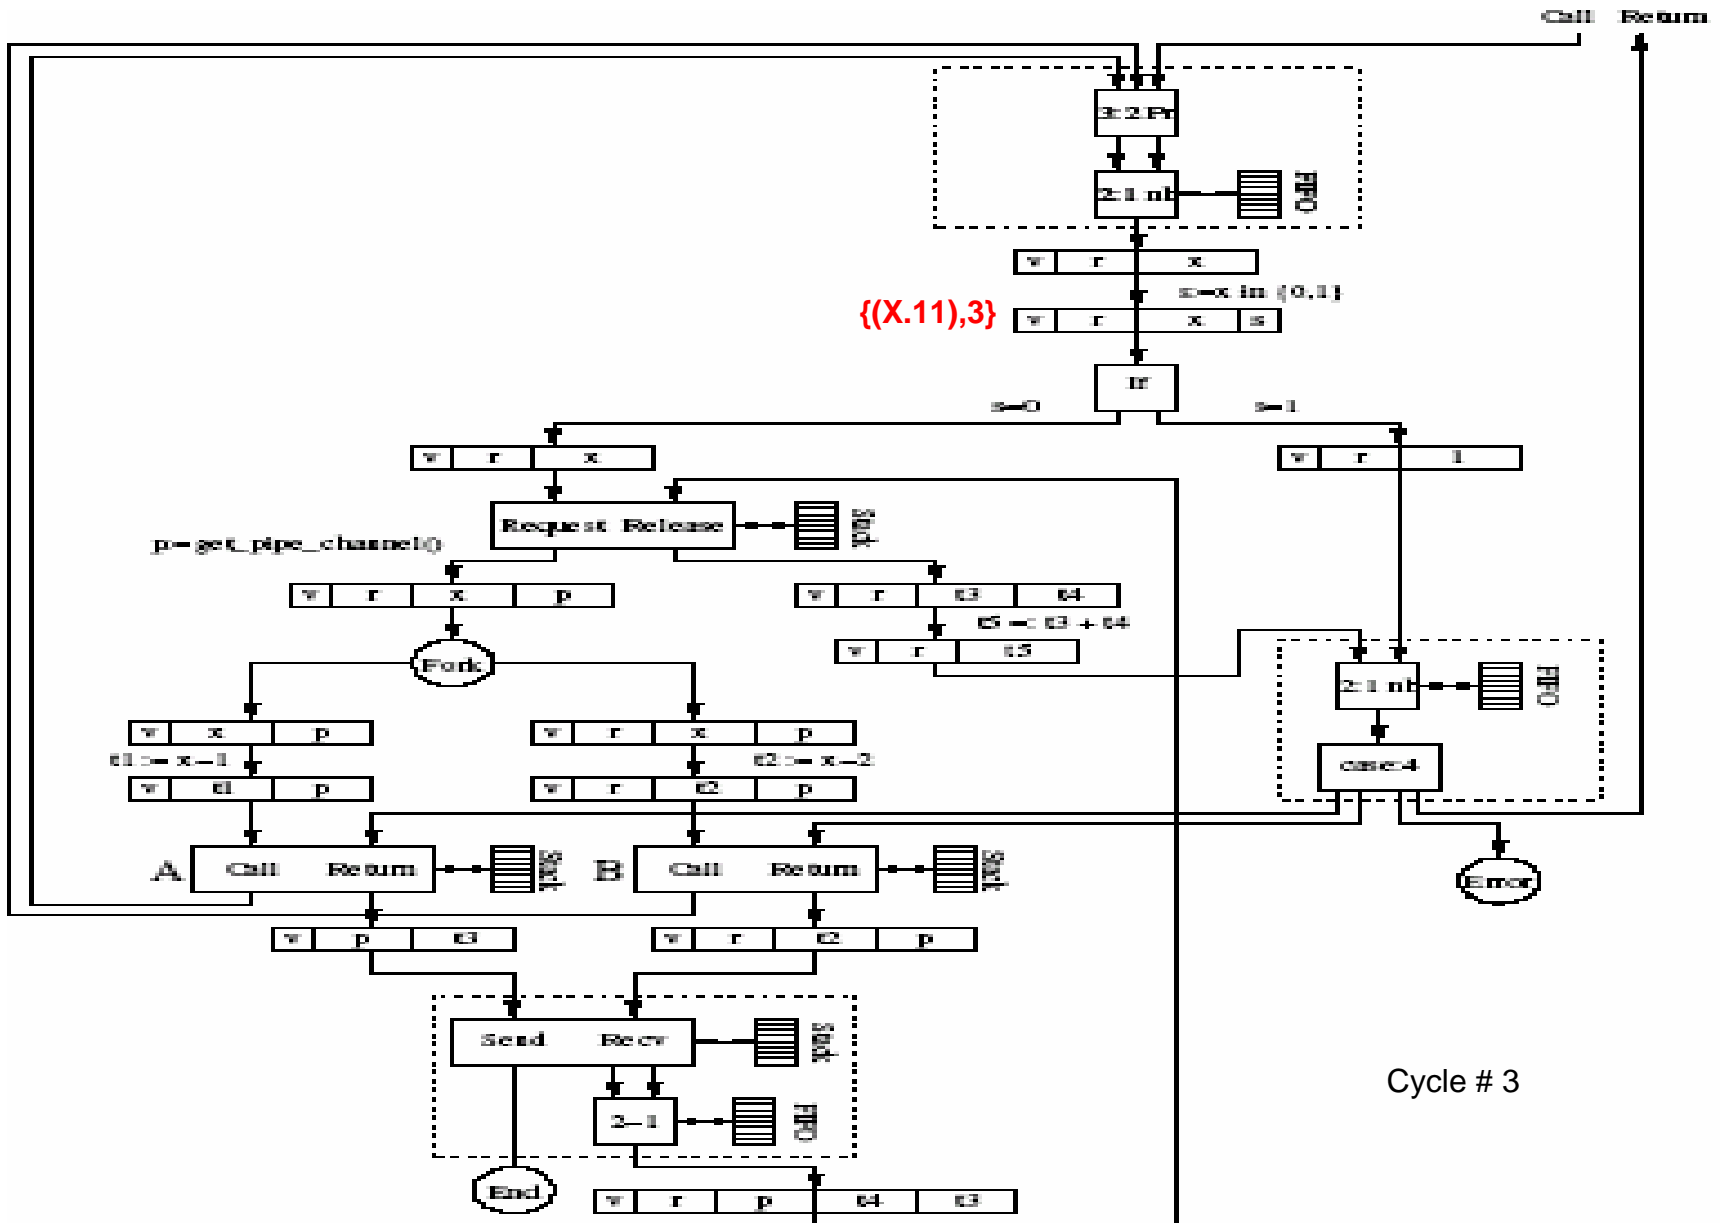 Call Return
3:2 Pr
2:1 nb
FIFO
v r x
s=x in {0,1}
{(X.11),3}
v r x s
If
s=0 s=1
v r x
v r 1
Request Release
Stack
p=get_pipe_channel()
v r x p
v r t3 t4
t5 =: t3 + t4
v r t5
Fork
2:1 nb
FIFO
v x p
v r x p
t1 := x-1
t2 := x-2
case:4
v t1 p
v r t2 p
A
Call Return
Stack
B
Call Return
Stack
Error
v p t3
v r t2 p
Send Recv
Stack
Cycle # 3
2-1
FIFO
End
v r p t4 t3